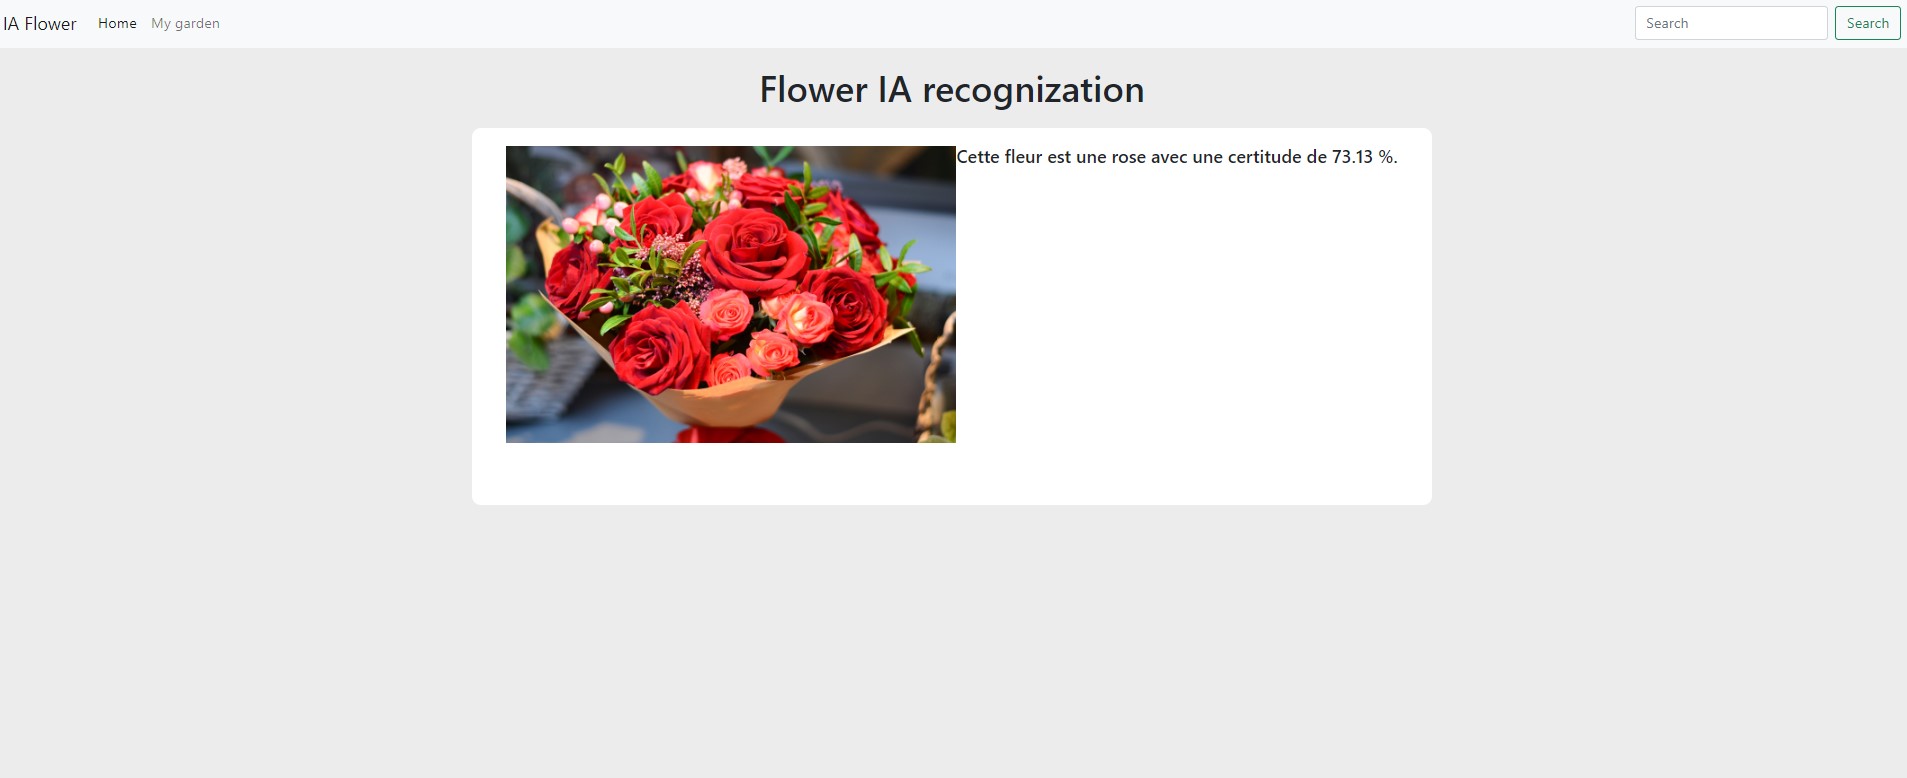 IA Flower Home My garden Search Search
Flower IA recognization
Cette fleur est une rose avec une certitude de 73.13 %.